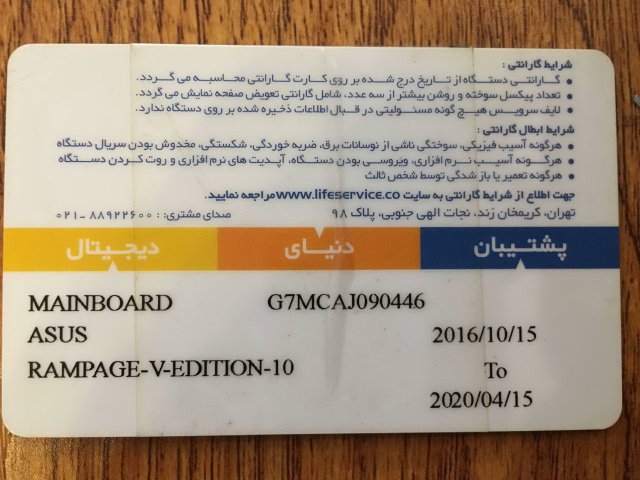 شرایط گارانتی :
• گارانتی دستگاه از تاریخ درج شده بر روی کارت گارانتی محاسبه می گردد.
• تعداد پیکسل سوخته و روشن بیشتر از سه عدد، شامل گارانتی تعویض صفحه نمایش می گردد.
• لایف سرویس هیچ گونه مسئولیتی در قبال اطلاعات ذخیره شده بر روی دستگاه ندارد.
شرایط ابطال گارانتی :
• هرگونه آسیب فیزیکی، سوختگی ناشی از نوسانات برق، ضربه خوردگی، شکستگی، مخدوش بودن سریال دستگاه
• هرگونه آسیب نرم افزاری، ویروسی بودن دستگاه، آپدیت های نرم افزاری و روت کردن دستگاه
• هرگونه تعمیر یا باز شدگی توسط شخص ثالث
جهت اطلاع از شرایط گارانتی به سایت www.lifeservice.co مراجعه نمایید.
تهران، کریمخان زند، نجات الهی جنوبی، پلاک ۹۸ صدای مشتری : ۸۸۹۲۲۶۰۰ -۰۲۱
پشتیبان دنیای دیجیتال
MAINBOARD G7MCAJ090446
ASUS 2016/10/15
RAMPAGE-V-EDITION-10 To
2020/04/15